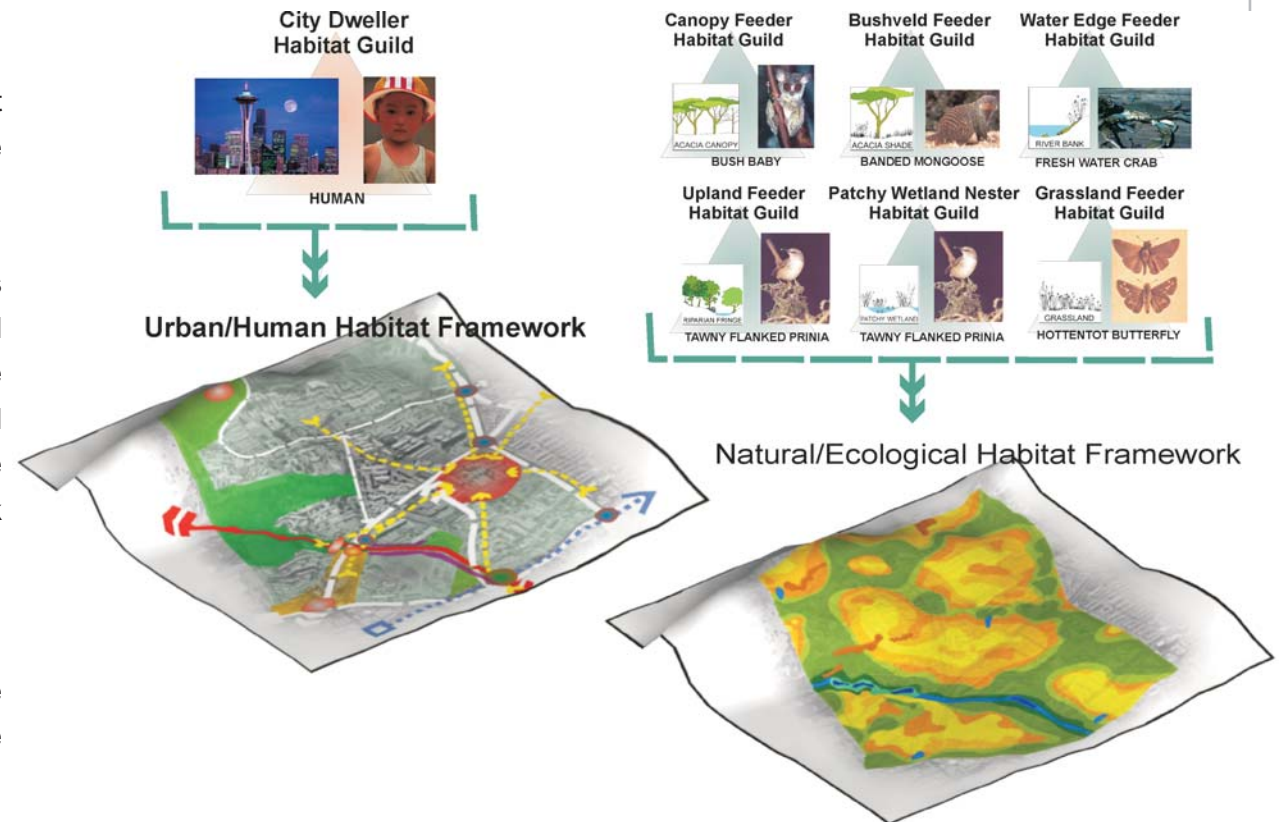 City Dweller
Habitat Guild
HUMAN
Urban/Human Habitat Framework
Canopy Feeder
Habitat Guild
ACACIA CANOPY
BUSH BABY
Bushveld Feeder
Habitat Guild
ACACIA SHADE
BANDED MONGOOSE
Water Edge Feeder
Habitat Guild
RIVER BANK
FRESH WATER CRAB
Upland Feeder
Habitat Guild
RIPARIAN FRINGE
TAWNY FLANKED PRINIA
Patchy Wetland Nester
Habitat Guild
PATCHY WETLAND
TAWNY FLANKED PRINIA
Grassland Feeder
Habitat Guild
GRASSLAND
HOTTENTOT BUTTERFLY
Natural/Ecological Habitat Framework